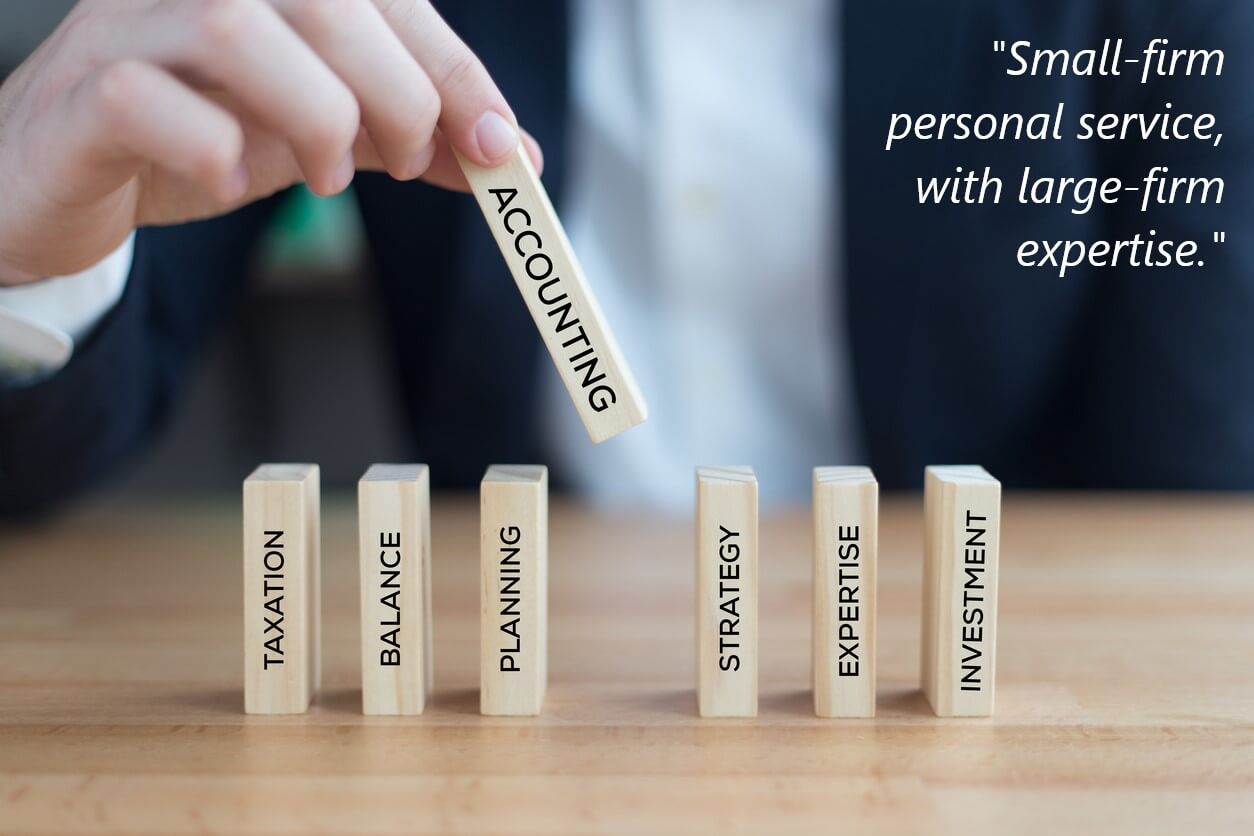 "Small-firm
personal service,
with large-firm
expertise."
ACCOUNTING
TAXATION
BALANCE
PLANNING
STRATEGY
EXPERTISE
INVESTMENT